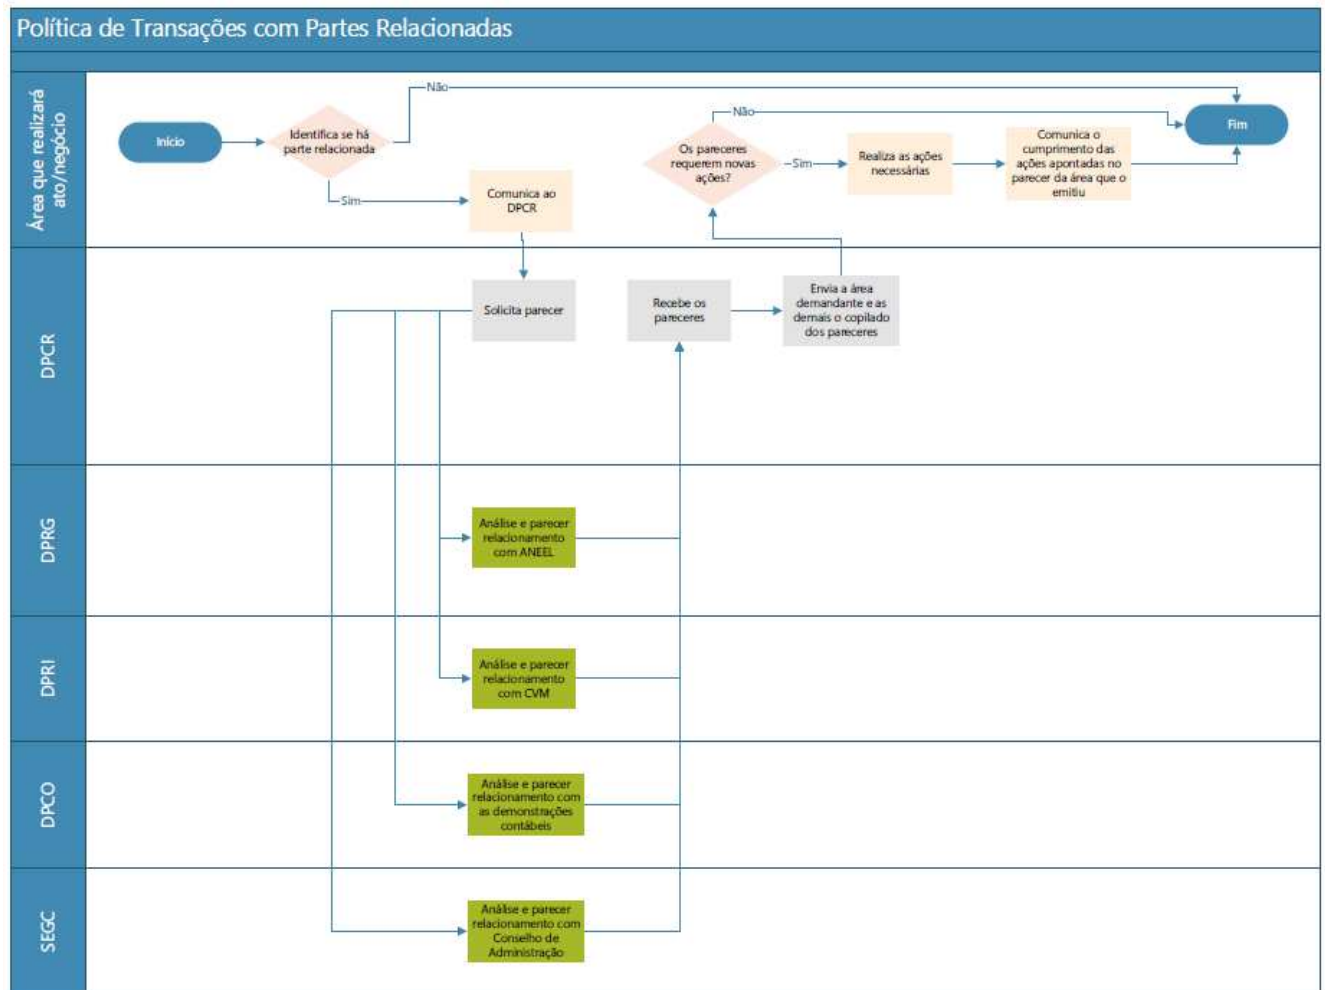 Política de Transações com Partes Relacionadas
Área que realizará
ato/negócio
Início
Identifica se há
parte relacionada
Não
Sim
Comunica ao
DPCR
Os pareceres
requerem novas
ações?
Não
Sim
Realiza as ações
necessárias
Comunica o
cumprimento das
ações apontadas no
parecer da área que o
emitiu
Fim
DPCR
Solicita parecer
Recebe os
pareceres
Envia a área
demandante e as
demais o copilado
dos pareceres
DPRG
Análise e parecer
relacionamento
com ANEEL
DPRI
Análise e parecer
relacionamento
com CVM
DPCO
Análise e parecer
relacionamento com
as demonstrações
contábeis
SEGC
Análise e parecer
relacionamento com
Conselho de
Administração